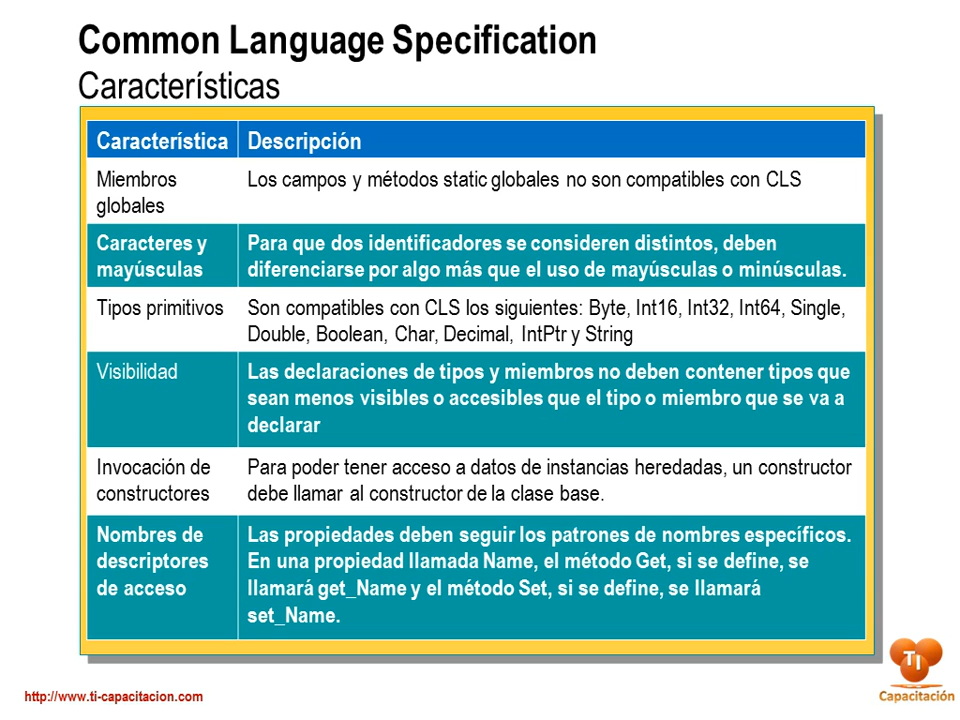 Common Language Specification
Características
Característica
Descripción
Miembros
globales
Los campos y métodos static globales no son compatibles con CLS
Caracteres y
mayúsculas
Para que dos identificadores se consideren distintos, deben
diferenciarse por algo más que el uso de mayúsculas o minúsculas.
Tipos primitivos
Son compatibles con CLS los siguientes: Byte, Int16, Int32, Int64, Single,
Double, Boolean, Char, Decimal, IntPtr y String
Visibilidad
Las declaraciones de tipos y miembros no deben contener tipos que
sean menos visibles o accesibles que el tipo o miembro que se va a
declarar
Invocación de
constructores
Para poder tener acceso a datos de instancias heredadas, un constructor
debe llamar al constructor de la clase base.
Nombres de
descriptores
de acceso
Las propiedades deben seguir los patrones de nombres específicos.
En una propiedad llamada Name, el método Get, si se define, se
llamará get_Name y el método Set, si se define, se llamará
set_Name.
TI
Capacitación
http://www.ti-capacitacion.com